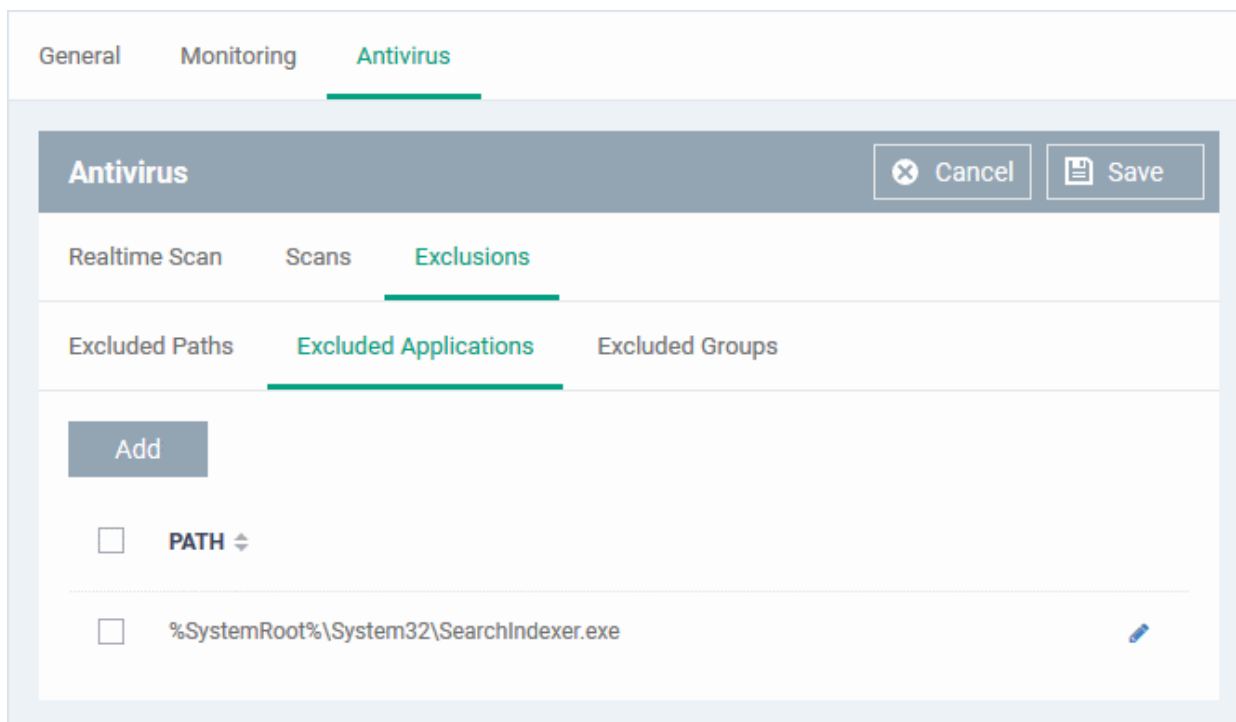 General Monitoring Antivirus
Antivirus Cancel Save
Realtime Scan Scans Exclusions
Excluded Paths Excluded Applications Excluded Groups
Add
PATH
%SystemRoot%\System32\SearchIndexer.exe